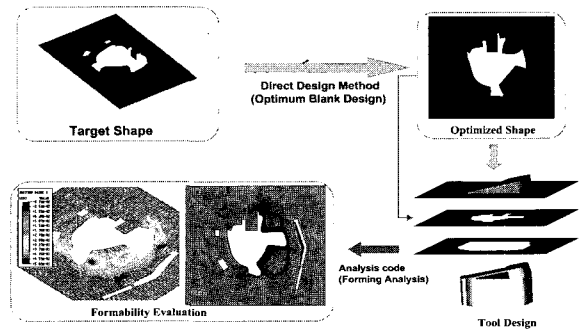 Target Shape
Direct Design Method
(Optimum Blank Design)
Optimized Shape
Analysis code
(Forming Analysis)
Formability Evaluation
Tool Design